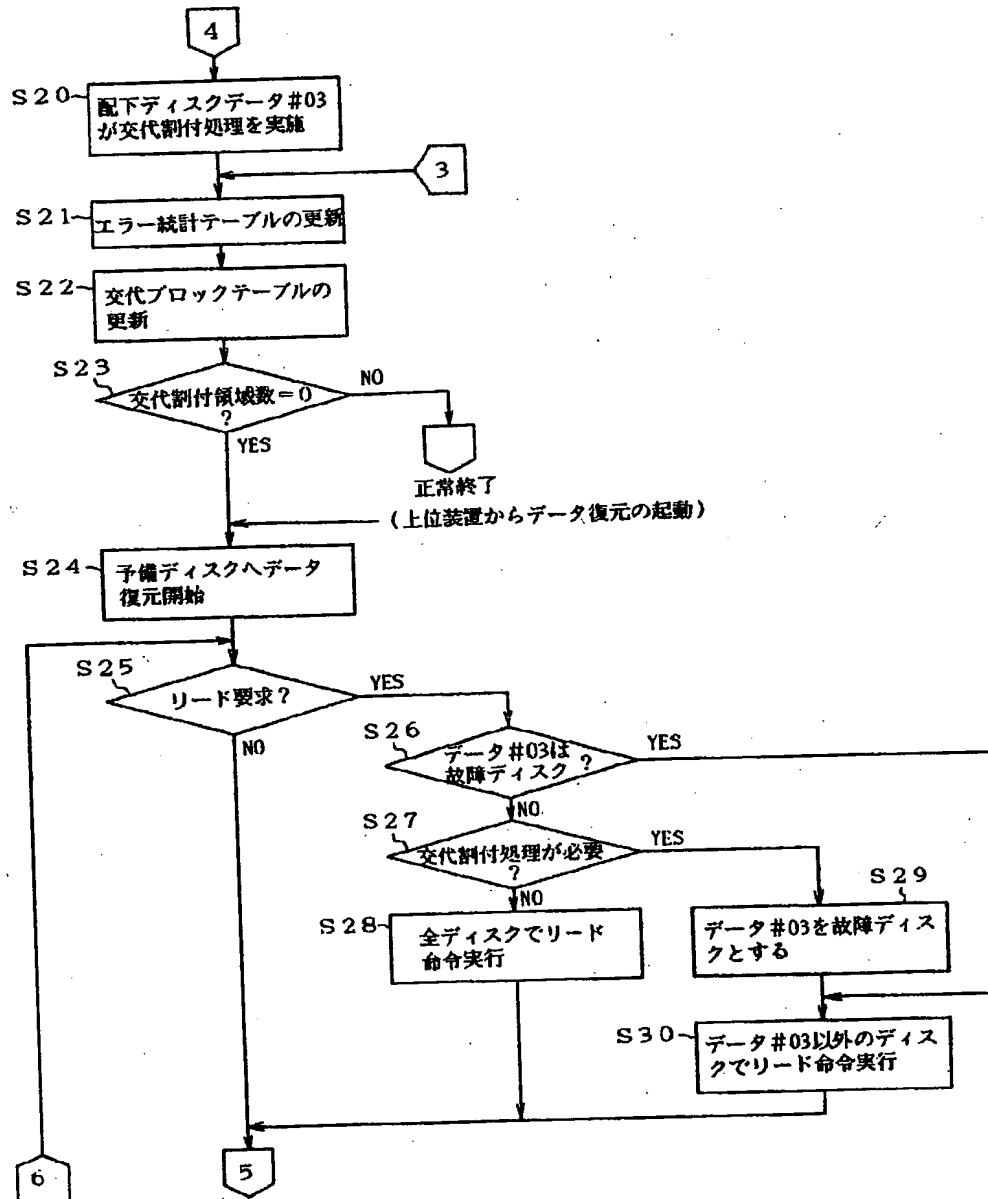 4
S20
配下ディスクデータ#03
が交代割付処理を実施
3
S21
エラー統計テーブルの更新
S22
交代ブロックテーブルの
更新
S23
交代割付領域数=0
?
NO
YES
正常終了
(上位装置からデータ復元の起動)
S24
予備ディスクへデータ
復元開始
S25
リード要求?
YES
NO
S26
データ#03は
故障ディスク
?
YES
NO
S27
交代割付処理が必要
?
YES
NO
S28
全ディスクでリード
命令実行
S29
データ#03を故障ディス
クとする
S30
データ#03以外のディス
クでリード命令実行
6
5